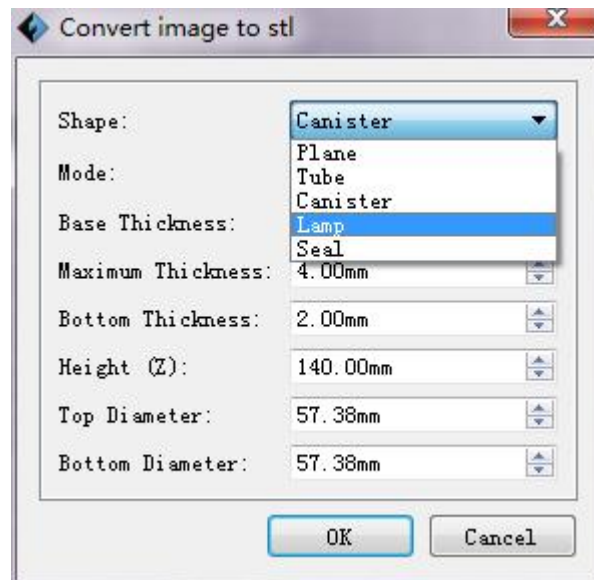 Convert image to stl
Shape: Canister
Plane
Mode:
Tube
Canister
Base Thickness:
Lamp
Seal
Maximum Thickness: 4.00mm
Bottom Thickness: 2.00mm
Height (Z): 140.00mm
Top Diameter: 57.38mm
Bottom Diameter: 57.38mm
OK Cancel